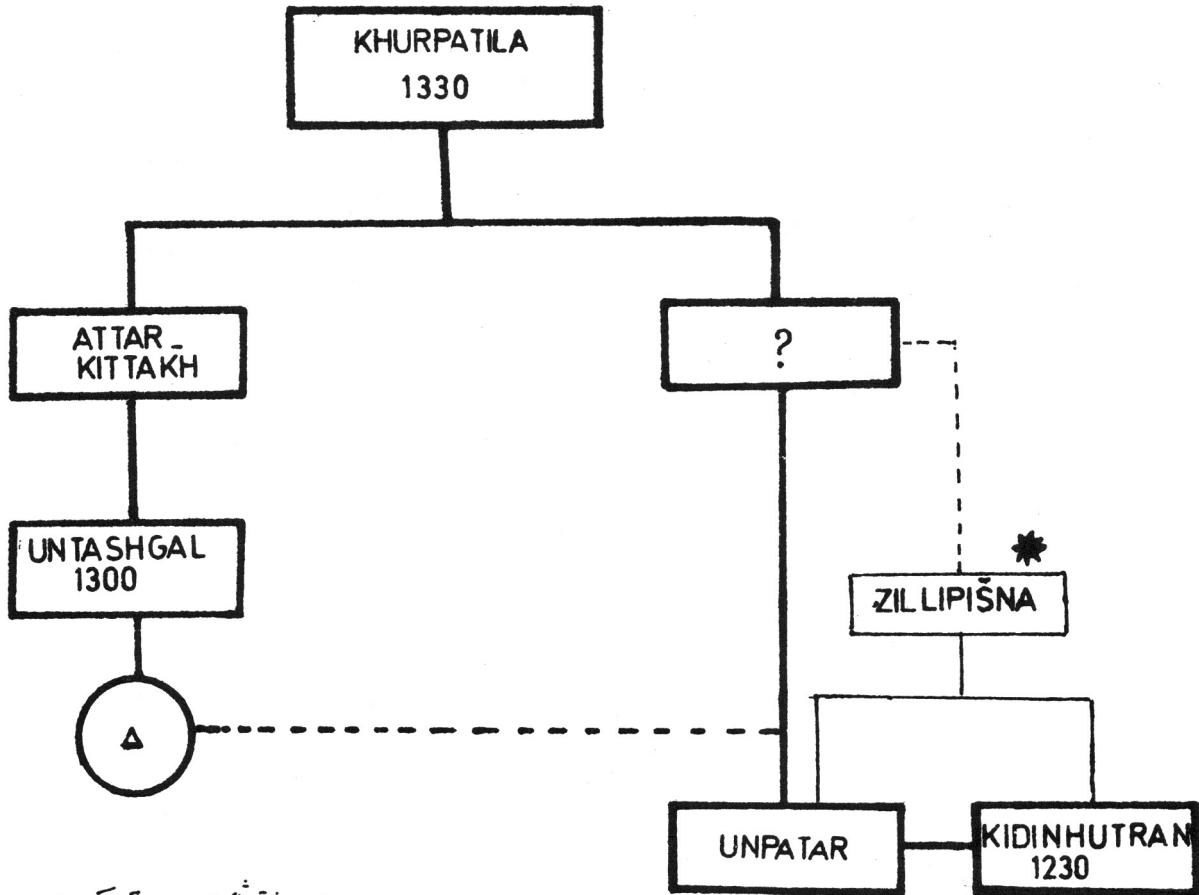 KHURPATILA
1330
ATTAR-
KITTAKH
?
UNTASHGAL
1300
ZILLIPIŠNA
UNPATAR
KIDINHUTRAN
1230